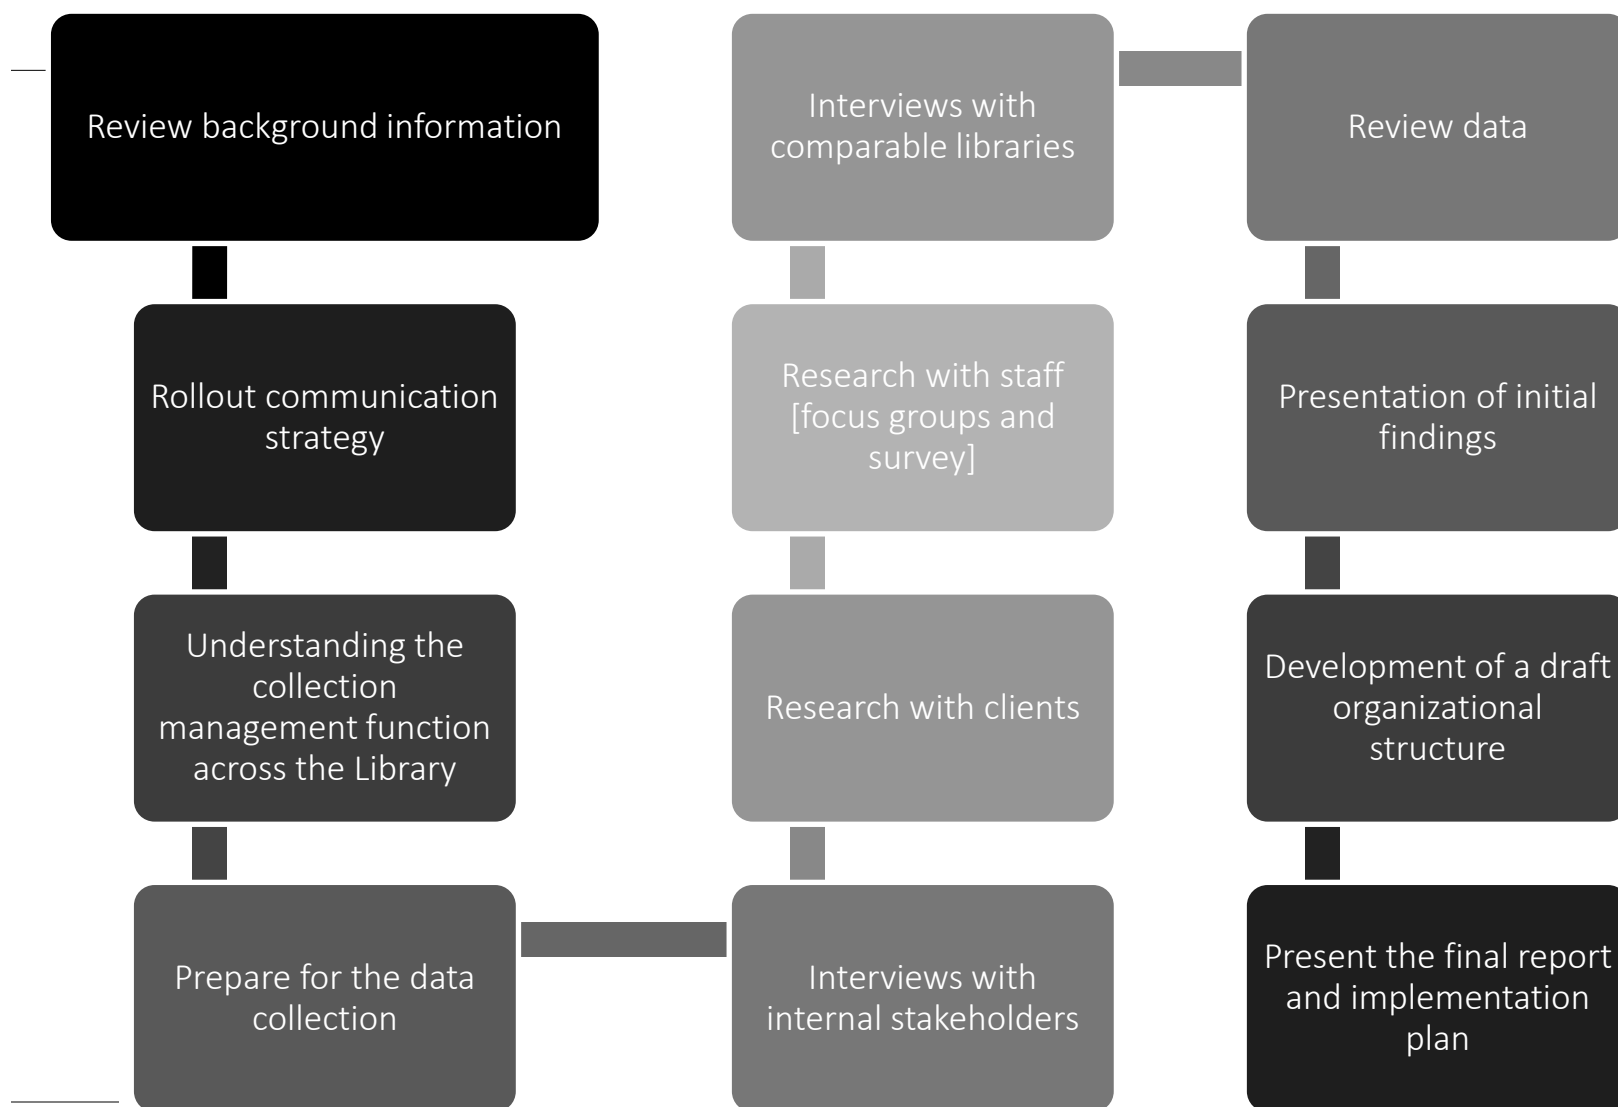 Review background information
Rollout communication
strategy
Understanding the
collection
management function
across the Library
Prepare for the data
collection
Interviews with
internal stakeholders
Research with clients
Research with staff
[focus groups and
survey]
Interviews with
comparable libraries
Review data
Presentation of initial
findings
Development of a draft
organizational
structure
Present the final report
and implementation
plan